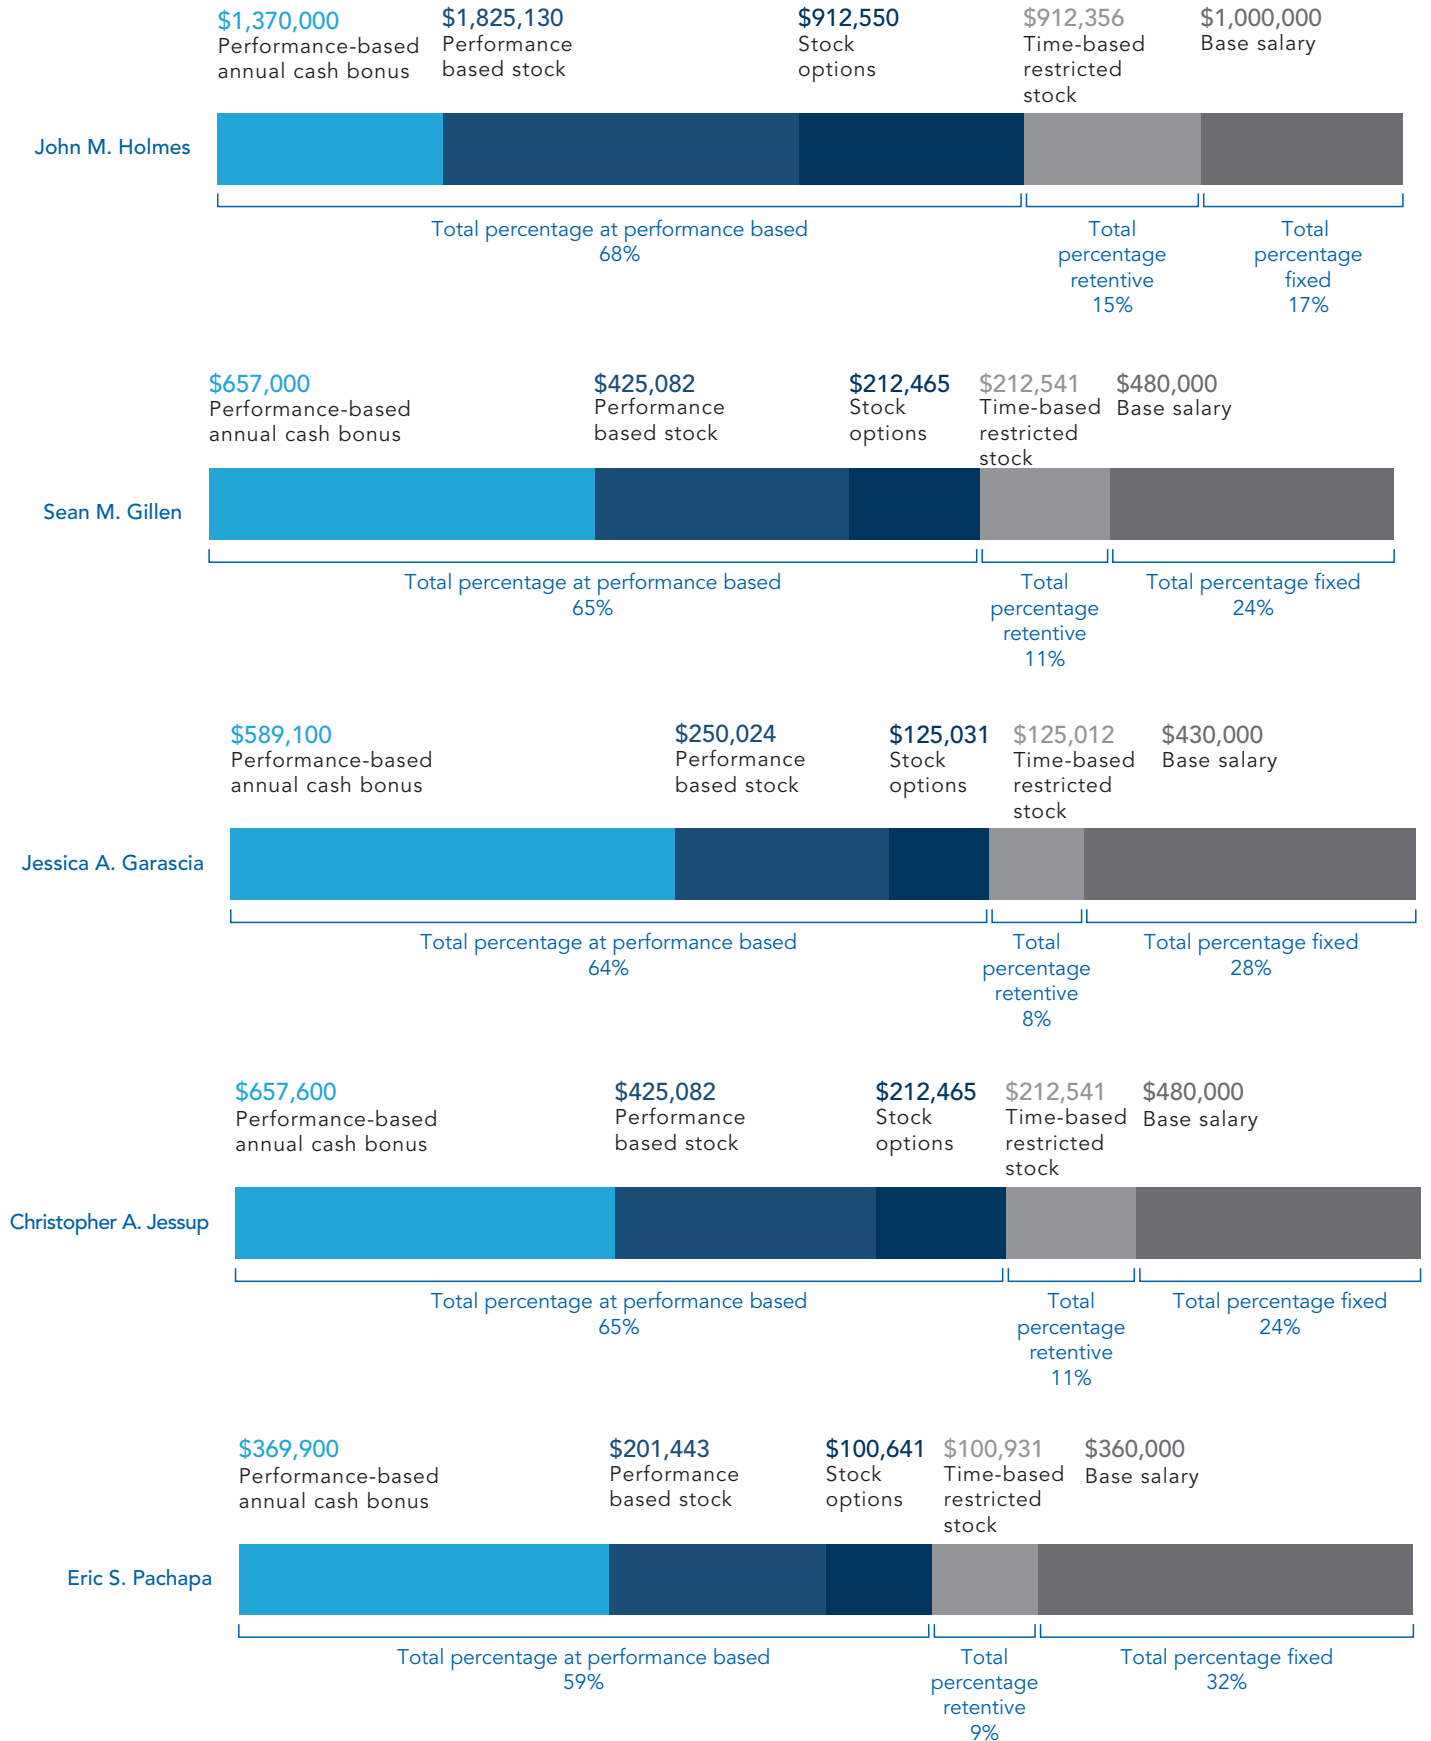 $1,370,000
Performance-based
annual cash bonus
$1,825,130
Performance
based stock
$912,550
Stock
options
$912,356
Time-based
restricted
stock
$1,000,000
Base salary
John M. Holmes
Total percentage at performance based
68%
Total
percentage
retentive
15%
Total
percentage
fixed
17%
$657,000
Performance-based
annual cash bonus
$425,082
Performance
based stock
$212,465
Stock
options
$212,541
Time-based
restricted
stock
$480,000
Base salary
Sean M. Gillen
Total percentage at performance based
65%
Total
percentage
retentive
11%
Total percentage fixed
24%
$589,100
Performance-based
annual cash bonus
$250,024
Performance
based stock
$125,031
Stock
options
$125,012
Time-based
restricted
stock
$430,000
Base salary
Jessica A. Garascia
Total percentage at performance based
64%
Total
percentage
retentive
8%
Total percentage fixed
28%
$657,600
Performance-based
annual cash bonus
$425,082
Performance
based stock
$212,465
Stock
options
$212,541
Time-based
restricted
stock
$480,000
Base salary
Christopher A. Jessup
Total percentage at performance based
65%
Total
percentage
retentive
11%
Total percentage fixed
24%
$369,900
Performance-based
annual cash bonus
$201,443
Performance
based stock
$100,641
Stock
options
$100,931
Time-based
restricted
stock
$360,000
Base salary
Eric S. Pachapa
Total percentage at performance based
59%
Total
percentage
retentive
9%
Total percentage fixed
32%